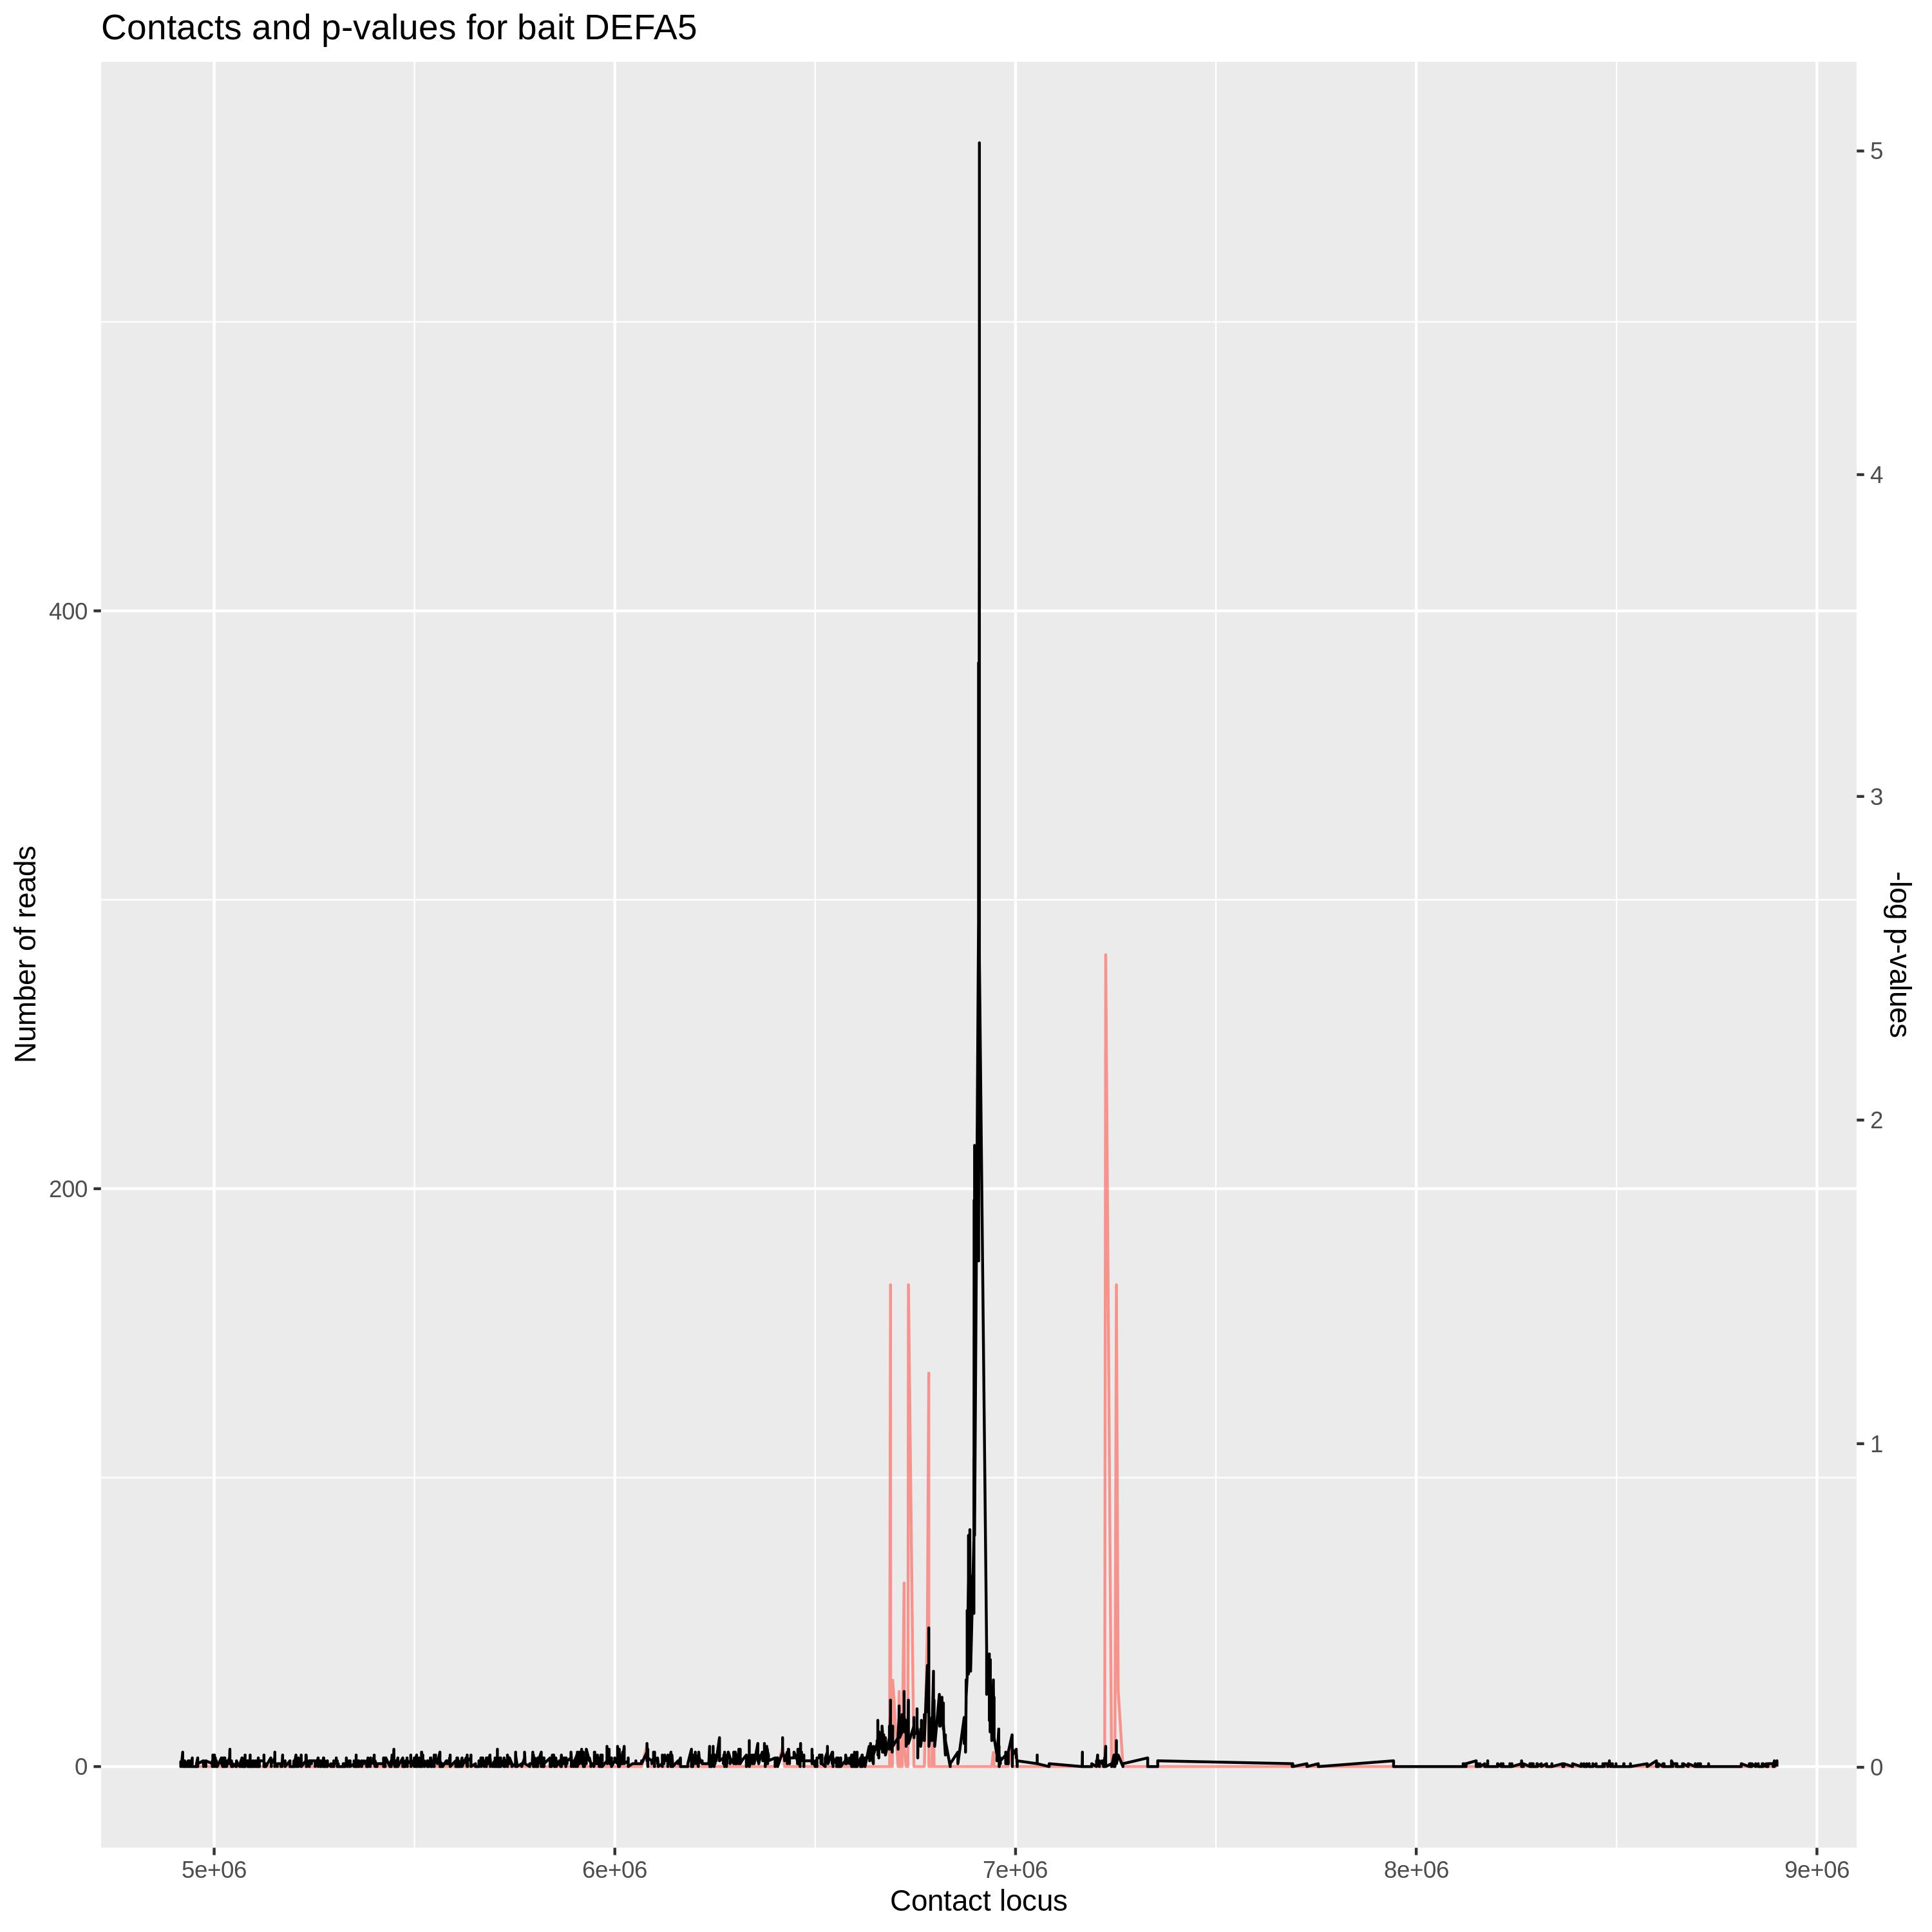 Contacts and p-values for bait DEFA5
Number of reads
400
200
0
5
4
3
2
1
0
-log p-values
5e+06 6e+06 7e+06 8e+06 9e+06
Contact locus